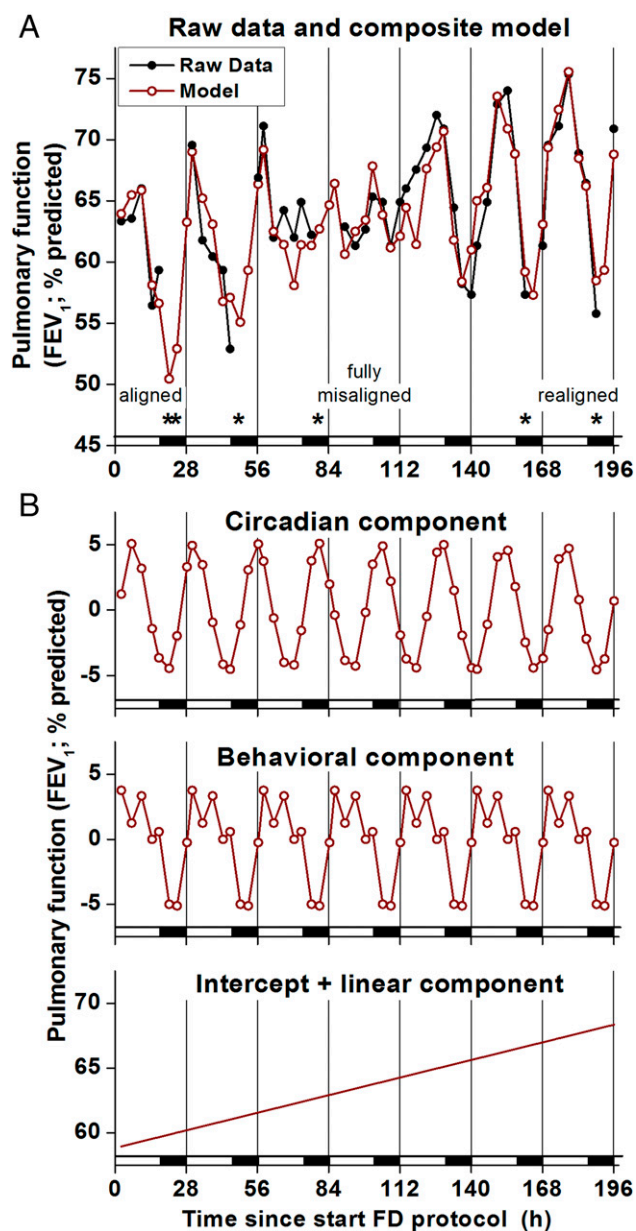 A
Raw data and composite model
Raw Data
Model
Pulmonary function
(FEV1; % predicted)
75
70
65
60
55
50
45
aligned
fully
misaligned
realigned
** * * * *
0 28 56 84 112 140 168 196
B
Pulmonary function (FEV1; % predicted)
Circadian component
5
0
-5
Behavioral component
5
0
-5
Intercept + linear component
70
65
60
0 28 56 84 112 140 168 196
Time since start FD protocol (h)